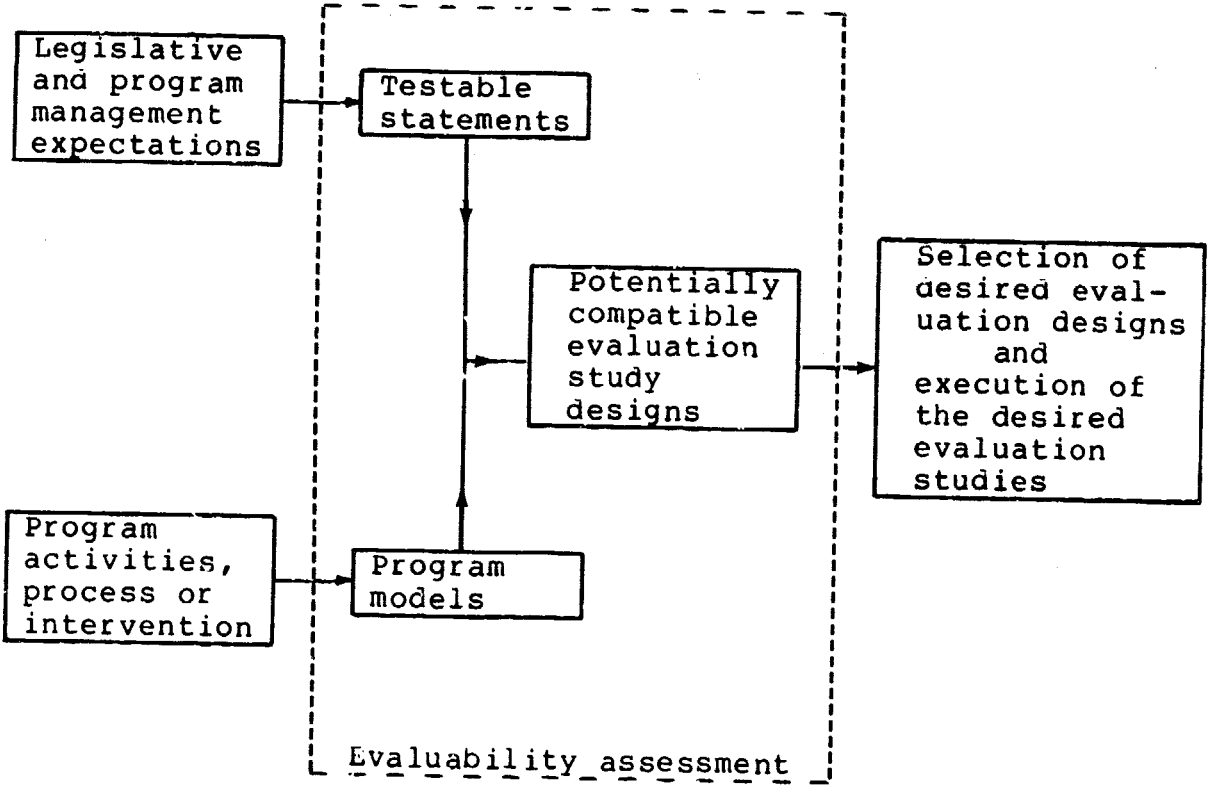 Legislative
and program
management
expectations
Testable
statements
Potentially
compatible
evaluation
study
designs
Selection of
desired eval-
uation designs
and
execution of
the desired
evaluation
studies
Program
activities,
process or
intervention
Program
models
Evaluability assessment